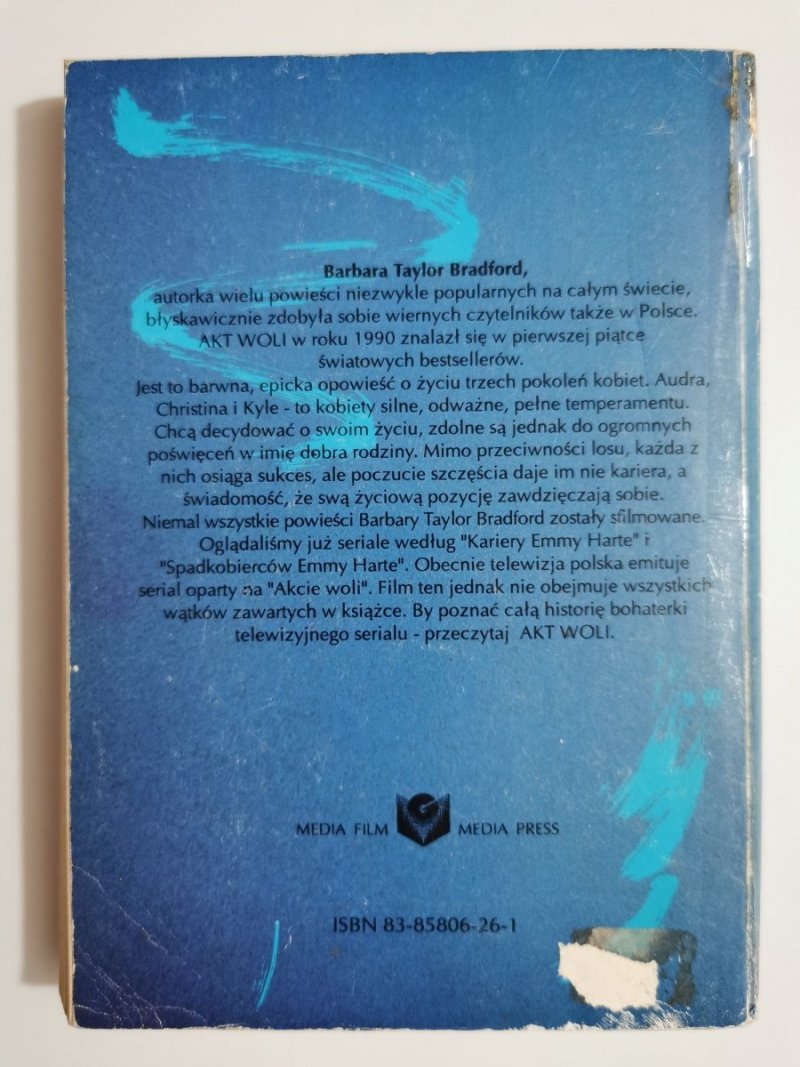 Barbara Taylor Bradford,
autorka wielu powieści niezwykle popularnych na całym świecie,
błyskawicznie zdobyła sobie wiernych czytelników także w Polsce.
AKT WOLI w roku 1990 znalazł się w pierwszej piątce
światowych bestsellerów.
Jest to barwna, epicka opowieść o życiu trzech pokoleń kobiet. Audra,
Christina i Kyle - to kobiety silne, odważne, pełne temperamentu.
Chcą decydować o swoim życiu, zdolne są jednak do ogromnych
poświęceń w imię dobra rodziny. Mimo przeciwności losu, każda z
nich osiąga sukces, ale poczucie szczęścia daje im nie kariera, a
świadomość, że swą życiową pozycję zawdzięczają sobie.
Niemal wszystkie powieści Barbary Taylor Bradford zostały sfilmowane.
Oglądaliśmy już seriale według "Kariery Emmy Harte" i
"Spadkobierców Emmy Harte". Obecnie telewizja polska emituje
serial oparty na "Akcie woli". Film ten jednak nie obejmuje wszystkich
wątków zawartych w książce. By poznać całą historię bohaterki
telewizyjnego serialu - przeczytaj AKT WOLI.
MEDIA FILM MEDIA PRESS
ISBN 83-85806-26-1